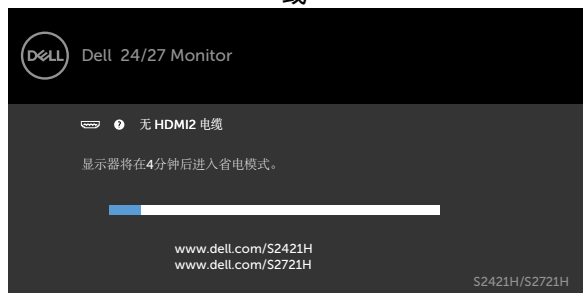 或
DELL Dell 24/27 Monitor
? 无 HDMI2 电缆
显示器将在4分钟后进入省电模式。
www.dell.com/S2421H
www.dell.com/S2721H
S2421H/S2721H